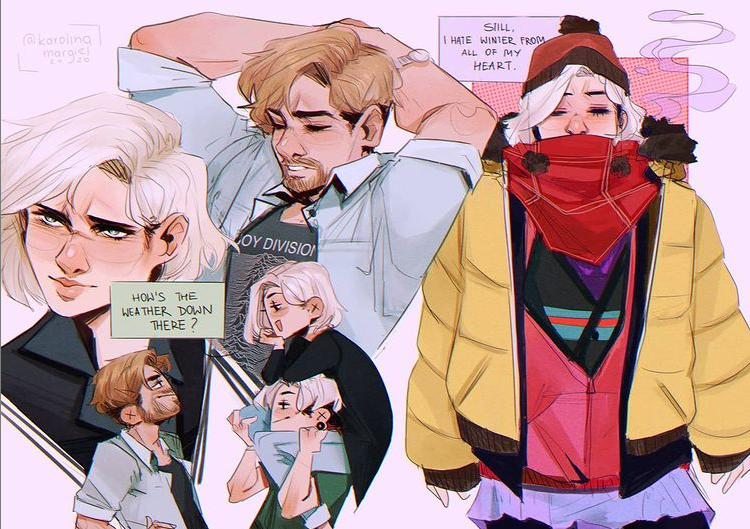 @karolina
margiel
2020
STILL,
I HATE WINTER FROM
ALL OF MY
HEART.
JOY DIVISION
HOW'S THE
WEATHER DOWN
THERE?